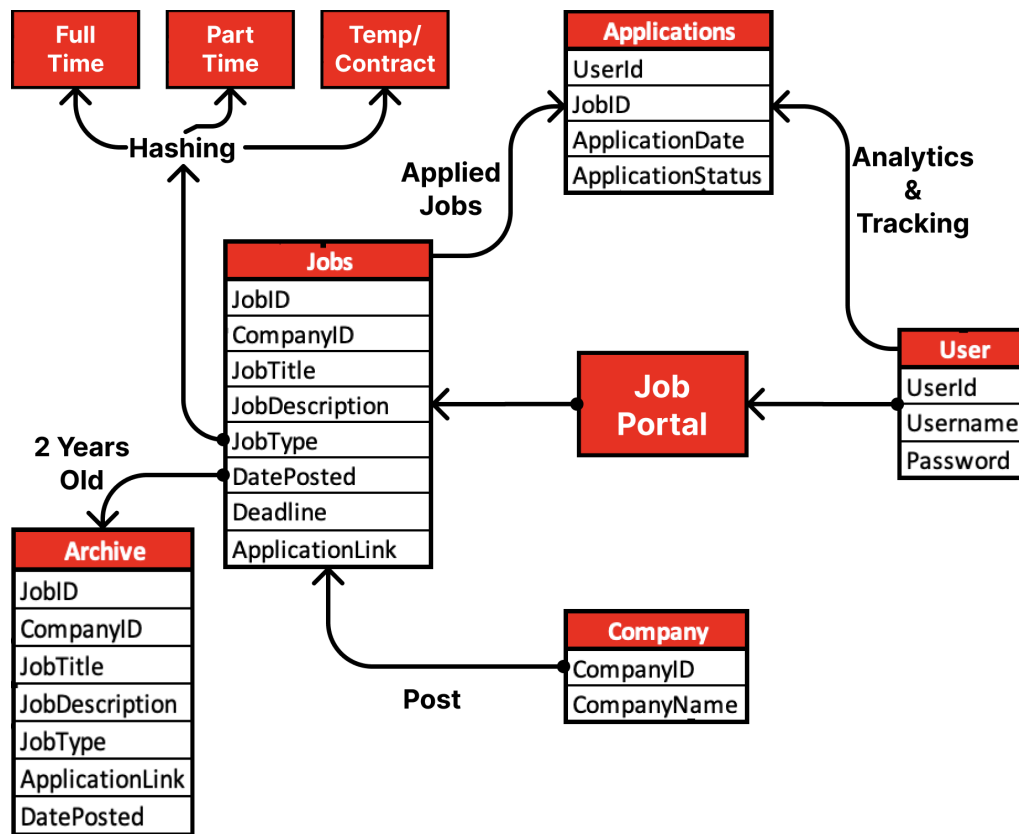 Full
Time
Part
Time
Temp/
Contract
Hashing
Applied
Jobs
Applications
UserId
JobID
ApplicationDate
ApplicationStatus
Analytics
&
Tracking
Jobs
JobID
CompanyID
JobTitle
JobDescription
JobType
DatePosted
Deadline
ApplicationLink
Job
Portal
User
UserId
Username
Password
2 Years
Old
Archive
JobID
CompanyID
JobTitle
JobDescription
JobType
ApplicationLink
DatePosted
Post
Company
CompanyID
CompanyName